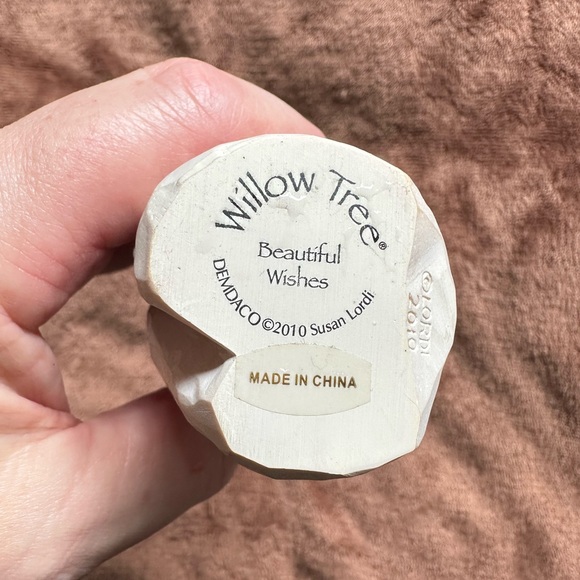 Willow Tree®
Beautiful
Wishes
DEMDACO ©2010 Susan Lordi
MADE IN CHINA
©LORDI
2010